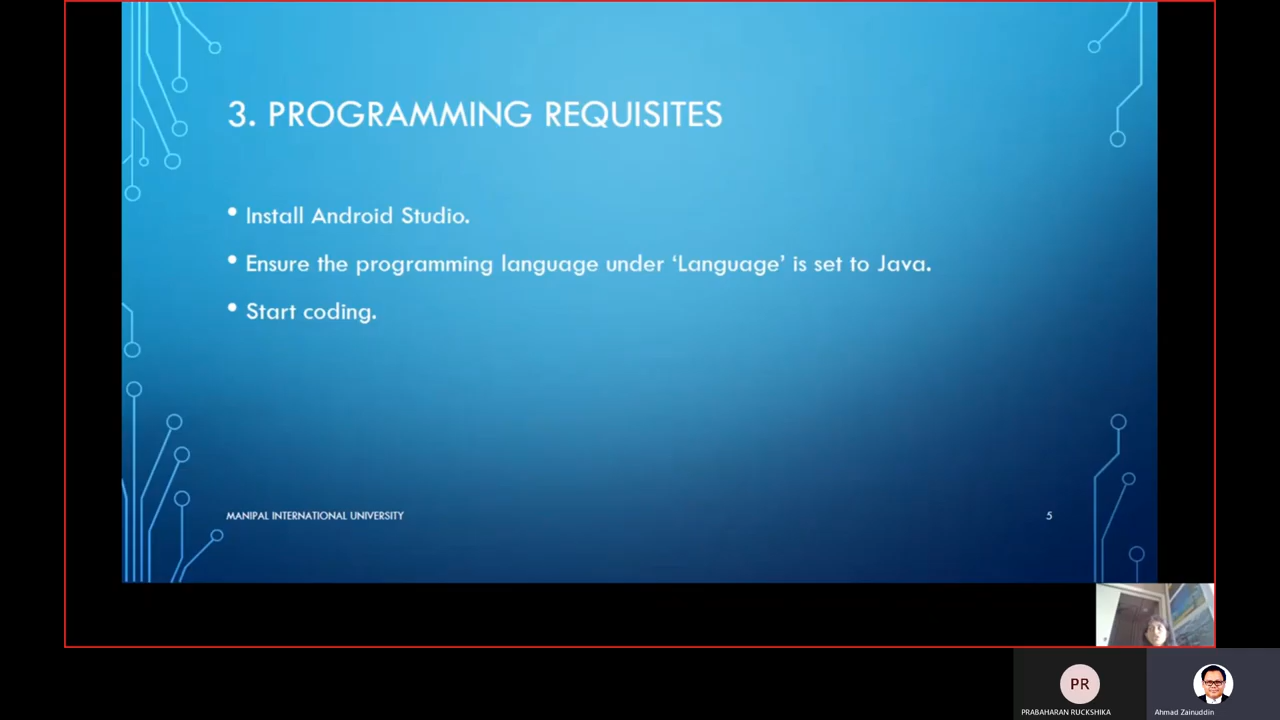 3. PROGRAMMING REQUISITES
• Install Android Studio.
• Ensure the programming language under ‘Language’ is set to Java.
• Start coding.
MANIPAL INTERNATIONAL UNIVERSITY
5
PR
PRABAHARAN RUCKSHIKA
Ahmad Zainuddin